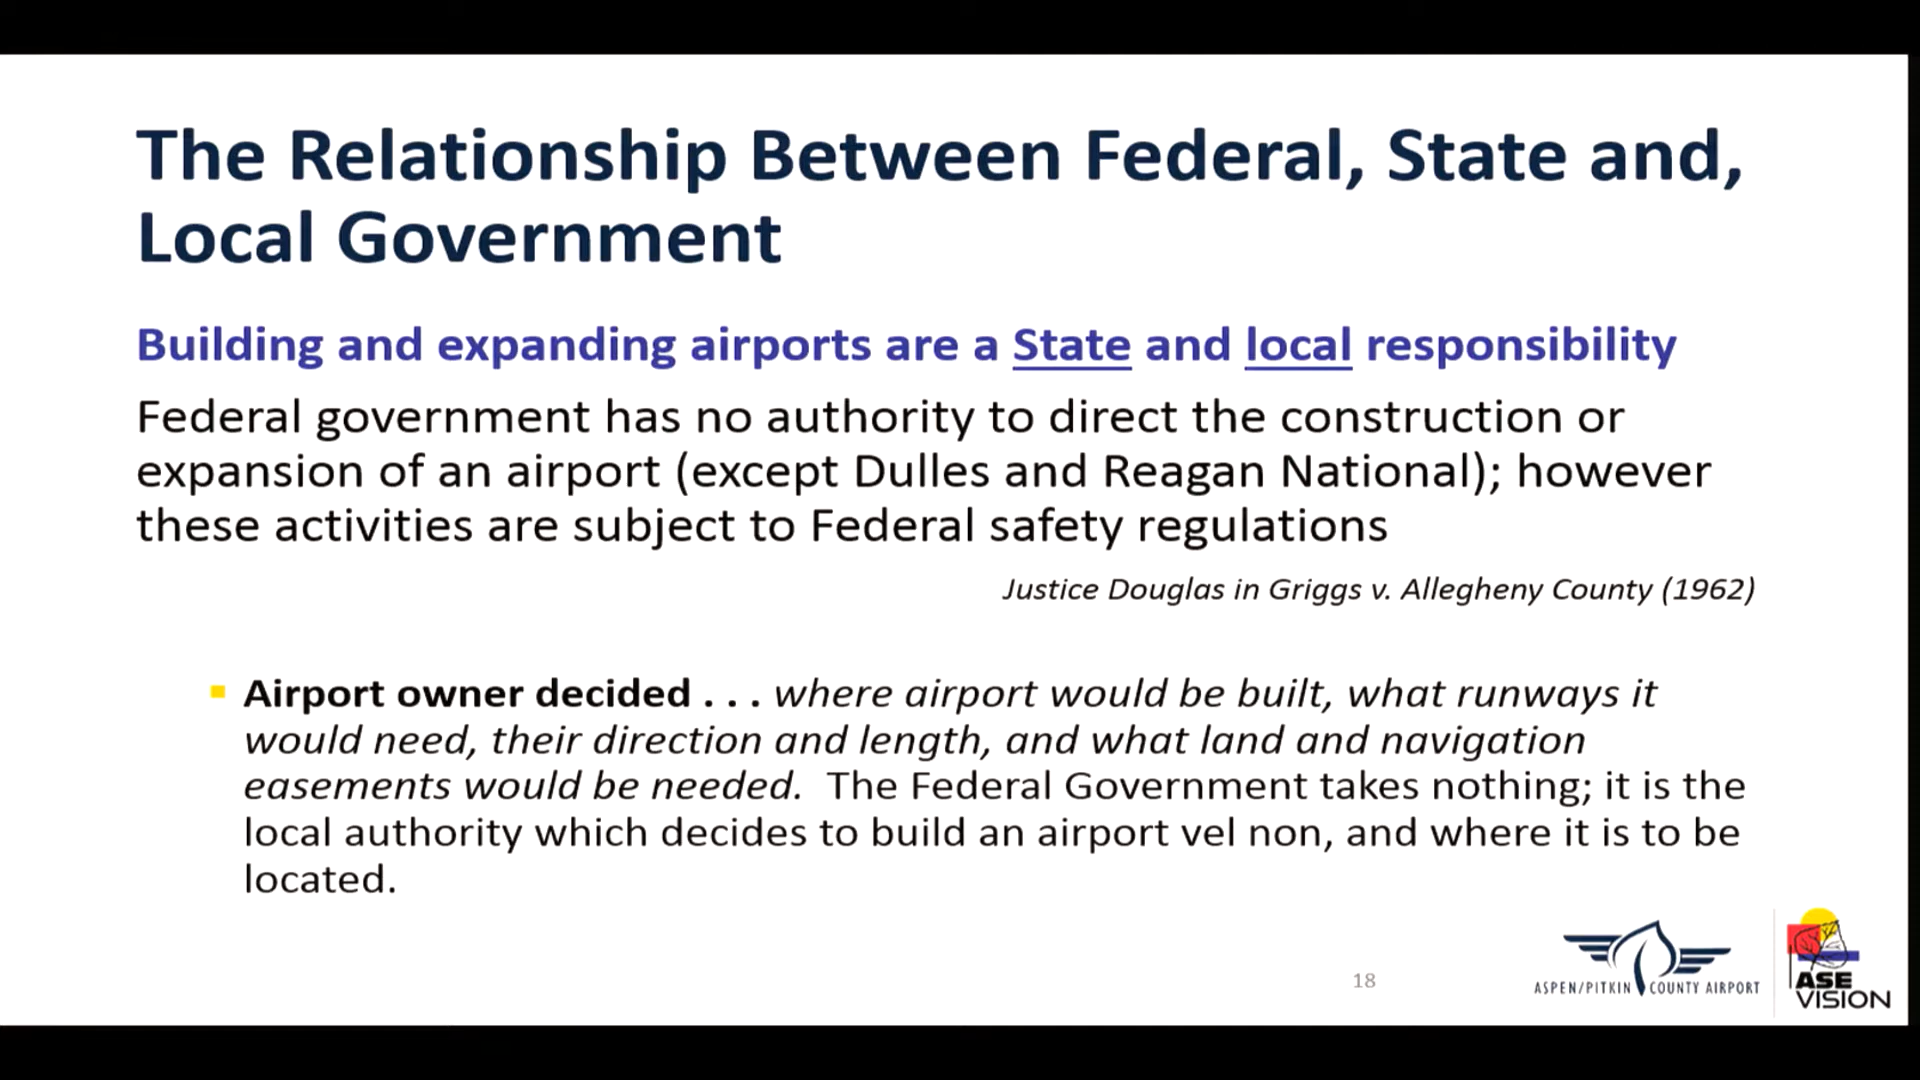 The Relationship Between Federal, State and,
Local Government
Building and expanding airports are a State and local responsibility
Federal government has no authority to direct the construction or
expansion of an airport (except Dulles and Reagan National); however
these activities are subject to Federal safety regulations
Justice Douglas in Griggs v. Allegheny County (1962)
Airport owner decided . . . where airport would be built, what runways it
would need, their direction and length, and what land and navigation
easements would be needed. The Federal Government takes nothing; it is the
local authority which decides to build an airport vel non, and where it is to be
located.
18
ASPEN/PITKIN COUNTY AIRPORT
ASE
VISION